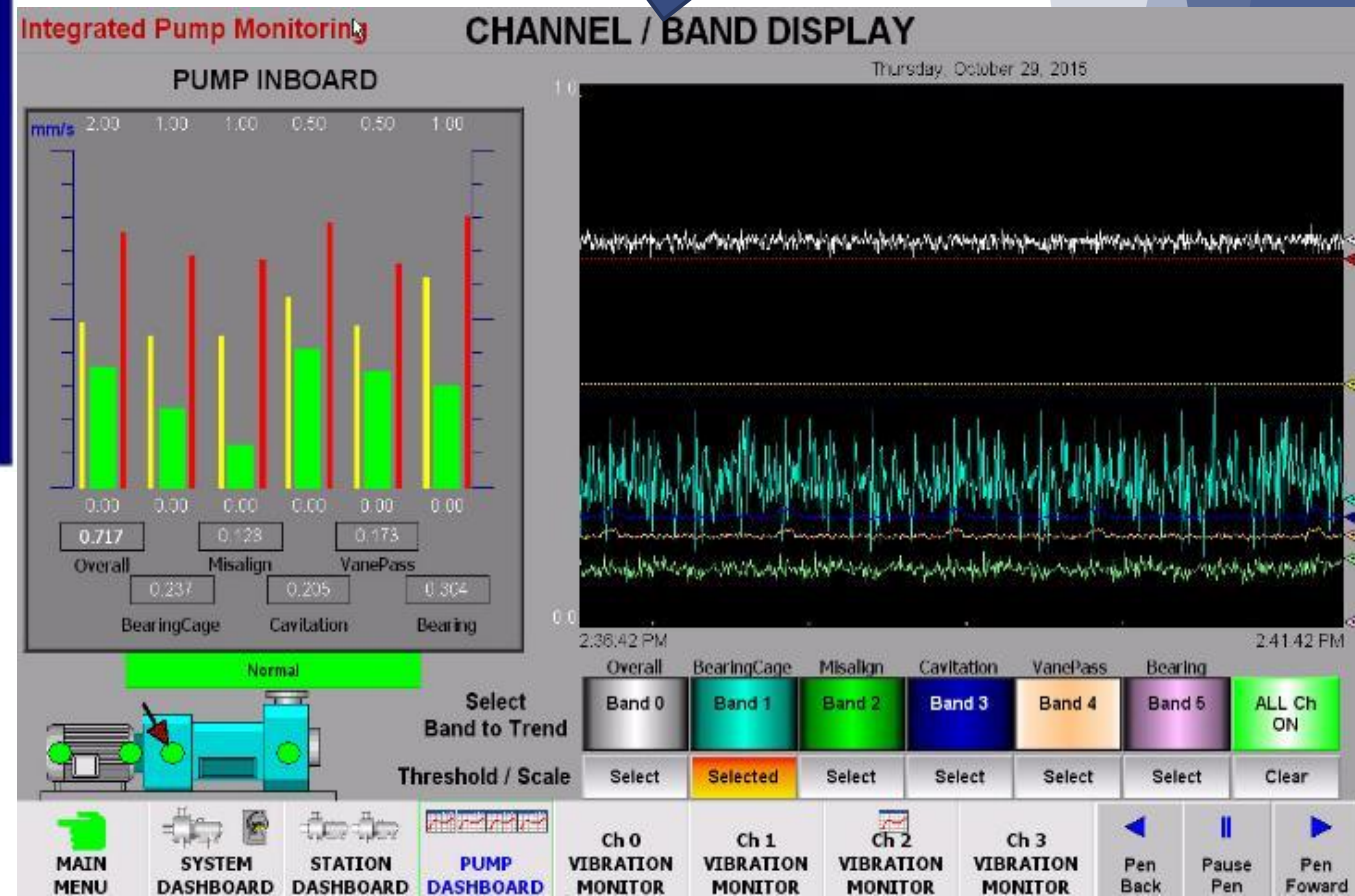 Integrated Pump Monitoring
CHANNEL / BAND DISPLAY
PUMP INBOARD
Thursday, October 29, 2015
mm/s 2.00 1.00 1.00 0.50 0.50 1.00
1.0
0.00 0.00 0.00 0.00 0.00 0.00
0.717 0.128 0.173
Overall Misalign VanePass
0.237 0.205 0.304
BearingCage Cavitation Bearing
0.0
2:36:42 PM 2:41:42 PM
Normal
Overall BearingCage Misalign Cavitation VanePass Bearing
Select
Band to Trend
Band 0 Band 1 Band 2 Band 3 Band 4 Band 5 ALL Ch
ON
Threshold / Scale Select Selected Select Select Select Select Clear
MAIN
MENU
SYSTEM
DASHBOARD
STATION
DASHBOARD
PUMP
DASHBOARD
Ch 0
VIBRATION
MONITOR
Ch 1
VIBRATION
MONITOR
Ch 2
VIBRATION
MONITOR
Ch 3
VIBRATION
MONITOR
Pen
Back
Pause
Pen
Pen
Foward